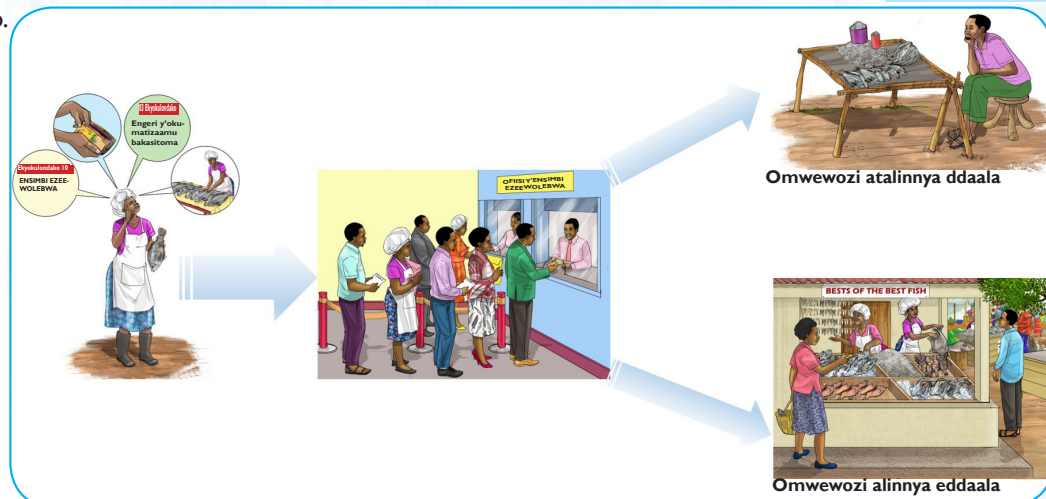 Ekyokulondako 10
ENSIMBI EZEE-
WOLEBWA
Engeri y'oku-
matizaamu
bakasitoma
OFIISI Y'ENSIMBI
EZEEWOLEBWA
Omwewozi atalinnya ddaala
BESTS OF THE BEST FISH
Omwewozi alinnya eddaala